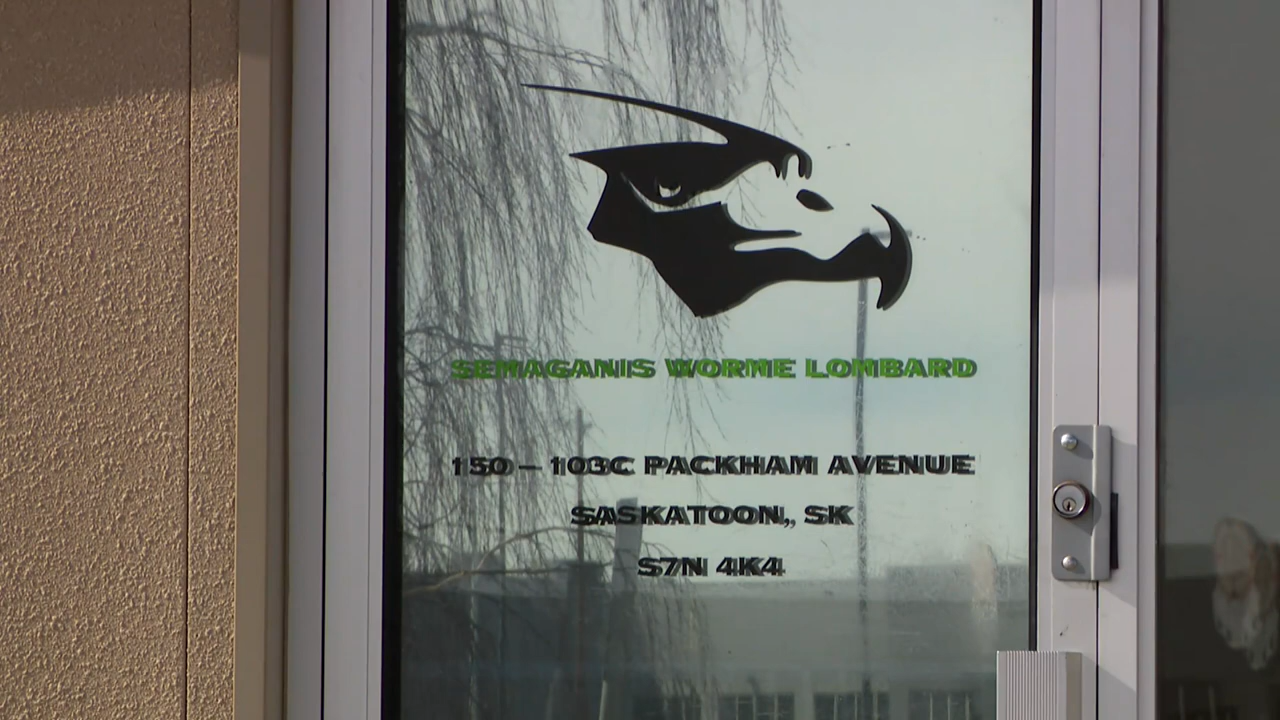 SEMAGANIS WORME LOMBARD
150 – 103C PACKHAM AVENUE
SASKATOON, SK
S7N 4K4